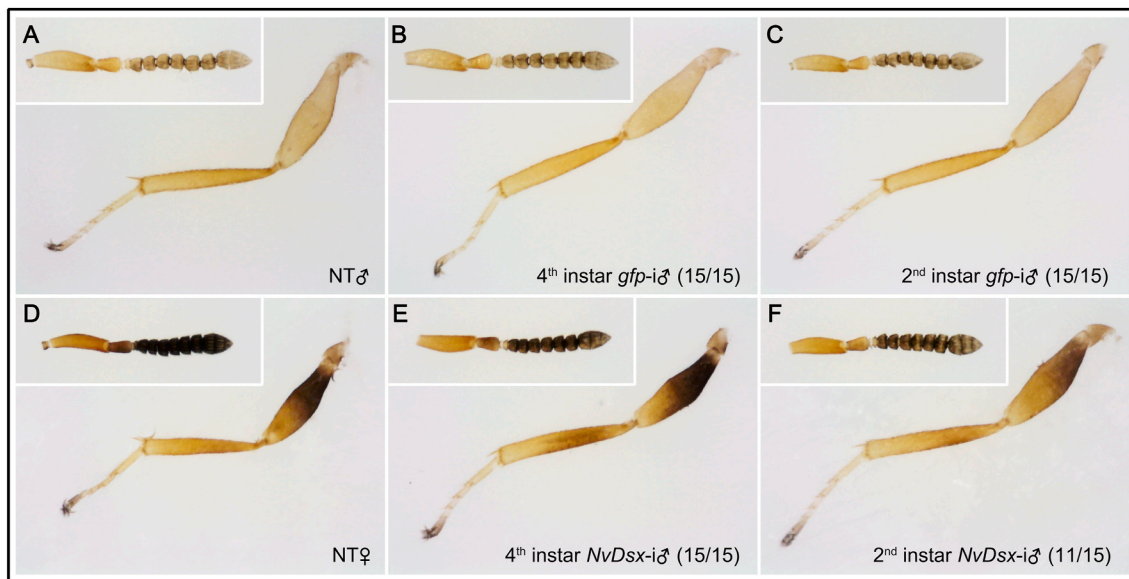 A
B
C
NT♂
4th instar gfp-i♂ (15/15)
2nd instar gfp-i♂ (15/15)
D
E
F
NT♀
4th instar NvDsx-i♂ (15/15)
2nd instar NvDsx-i♂ (11/15)